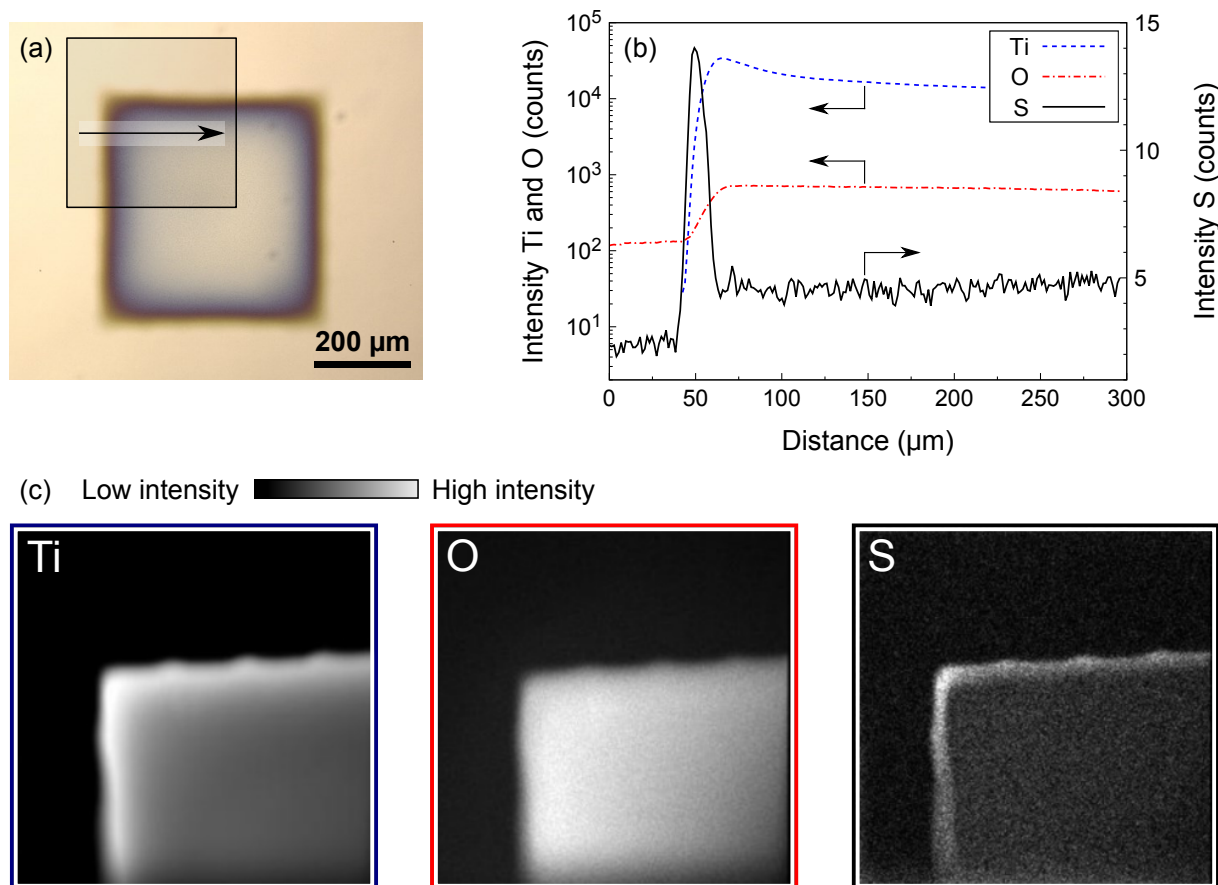 (a)
200 µm
(b)
Intensity Ti and O (counts)
10⁵
10⁴
10³
10²
10¹
Ti
O
S
15
10
5
0
Intensity S (counts)
0 50 100 150 200 250 300
Distance (µm)
(c) Low intensity High intensity
Ti
O
S